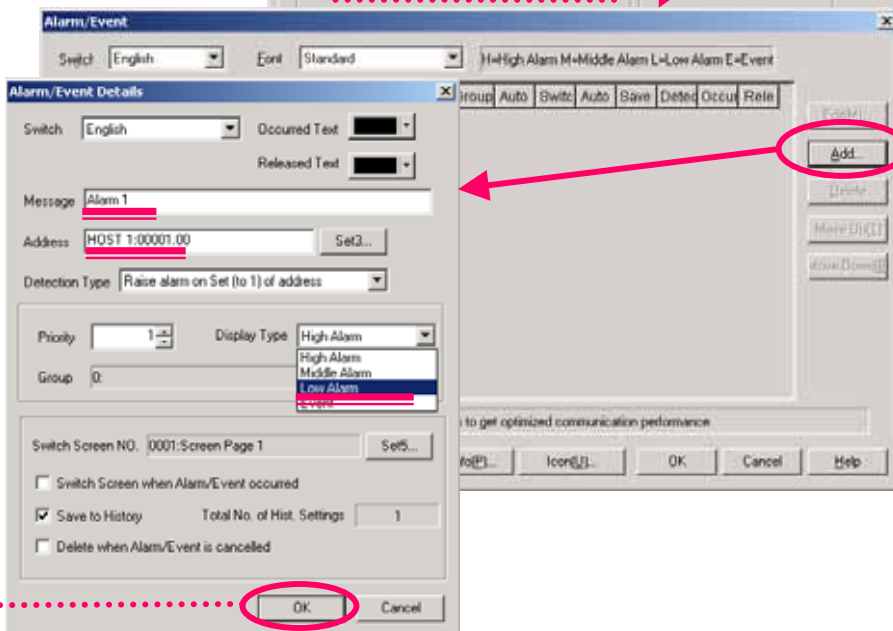 Alarm/Event
Switch English Font Standard H=High Alarm M=Middle Alarm L=Low Alarm E=Event
Group Auto Switc Auto Save Detec Occur Rele
Add...
Delete
Alarm/Event Details
Switch English Occurred Text
Released Text
Message Alarm 1
Address HOST 1:00001.00 Set3...
Detection Type Raise alarm on Set (to 1) of address
Priority 1 Display Type High Alarm
High Alarm
Middle Alarm
Group 0: Low Alarm
Event
to get optimized communication performance
Switch Screen NO. 0001:Screen Page 1 Set5...
Icon(U)... OK Cancel Help
Switch Screen when Alarm/Event occurred
Save to History Total No. of Hist. Settings 1
Delete when Alarm/Event is cancelled
OK Cancel